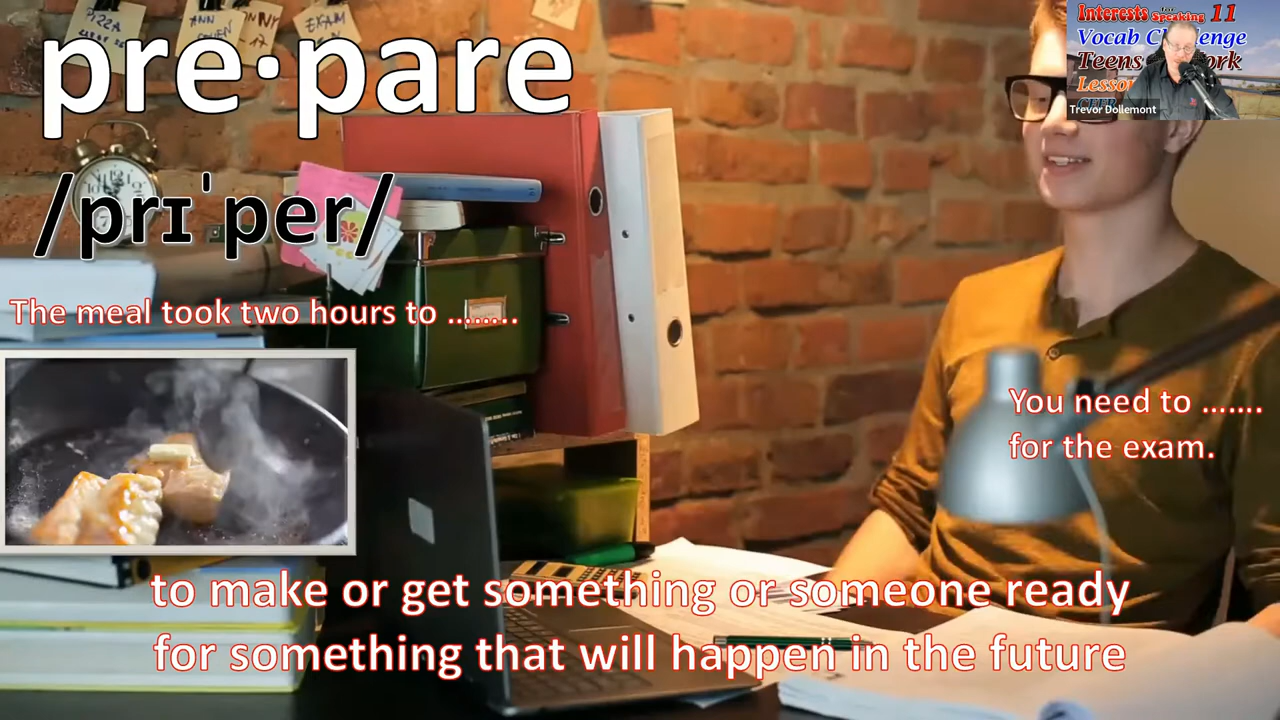 pre·pare
/prɪˈper/
The meal took two hours to ........
You need to .......
for the exam.
to make or get something or someone ready
for something that will happen in the future
Interests for Speaking 11
Vocab
Teens
Trevor Dollemont
PIZZA
ANN
EXAM